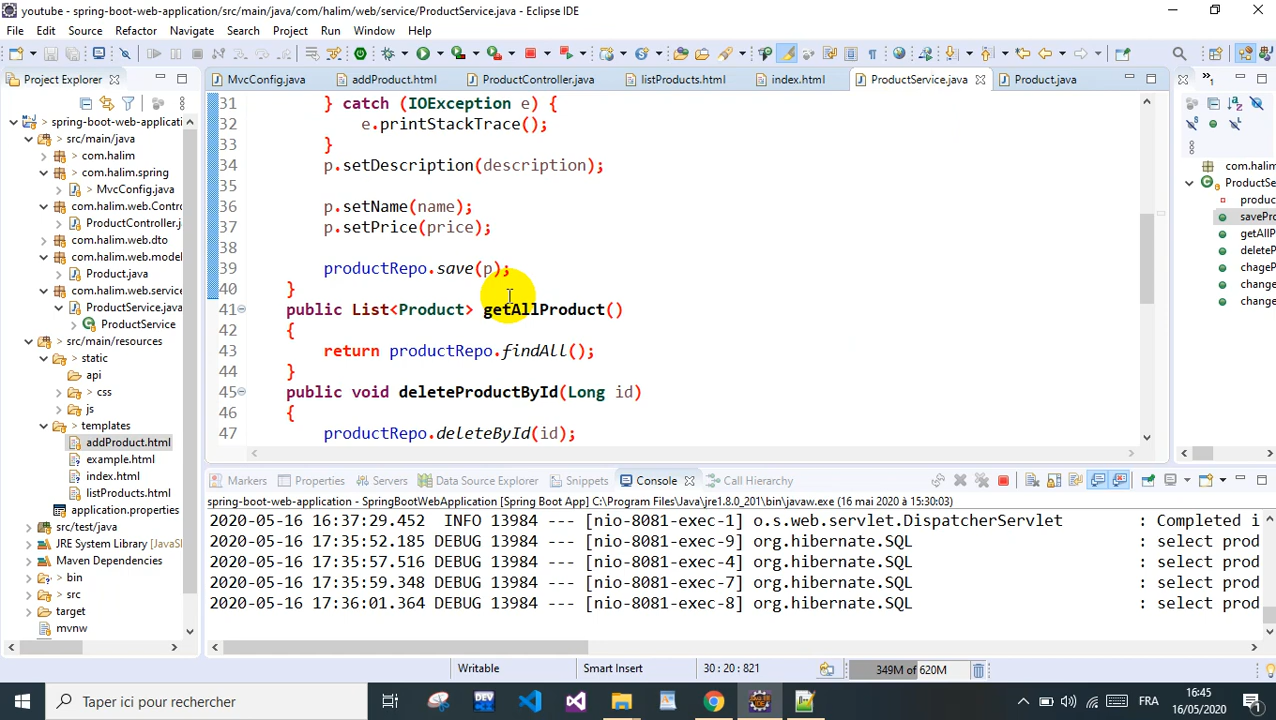 youtube - spring-boot-web-application/src/main/java/com/halim/web/service/ProductService.java - Eclipse IDE
File Edit Source Refactor Navigate Search Project Run Window Help
Project Explorer
MvcConfig.java addProduct.html ProductController.java listProducts.html index.html ProductService.java Product.java
spring-boot-web-applicati
src/main/java
com.halim
com.halim.spring
MvcConfig.java
com.halim.web.Contro
ProductController.j
com.halim.web.dto
com.halim.web.model
Product.java
com.halim.web.service
ProductService.java
ProductService
src/main/resources
static
api
css
js
templates
addProduct.html
example.html
index.html
listProducts.html
application.properties
src/test/java
JRE System Library [JavaS
Maven Dependencies
bin
src
target
mvnw
31 } catch (IOException e) {
32 e.printStackTrace();
33 }
34 p.setDescription(description);
35
36 p.setName(name);
37 p.setPrice(price);
38
39 productRepo.save(p);
40 }
41 public List<Product> getAllProduct()
42 {
43 return productRepo.findAll();
44 }
45 public void deleteProductById(Long id)
46 {
47 productRepo.deleteById(id);
com.halim
ProductSe
produc
savePro
getAllP
deleteP
chageP
change
change
Markers Properties Servers Data Source Explorer Snippets Console Call Hierarchy
spring-boot-web-application - SpringBootWebApplication [Spring Boot App] C:\Program Files\Java\jre1.8.0_201\bin\javaw.exe (16 mai 2020 à 15:30:03)
2020-05-16 16:37:29.452 INFO 13984 --- [nio-8081-exec-1] o.s.web.servlet.DispatcherServlet : Completed i
2020-05-16 17:35:52.185 DEBUG 13984 --- [nio-8081-exec-9] org.hibernate.SQL : select prod
2020-05-16 17:35:57.516 DEBUG 13984 --- [nio-8081-exec-4] org.hibernate.SQL : select prod
2020-05-16 17:35:59.348 DEBUG 13984 --- [nio-8081-exec-7] org.hibernate.SQL : select prod
2020-05-16 17:36:01.364 DEBUG 13984 --- [nio-8081-exec-8] org.hibernate.SQL : select prod
Writable Smart Insert 30 : 20 : 821 349M of 620M
Taper ici pour rechercher
FRA
16:45
16/05/2020